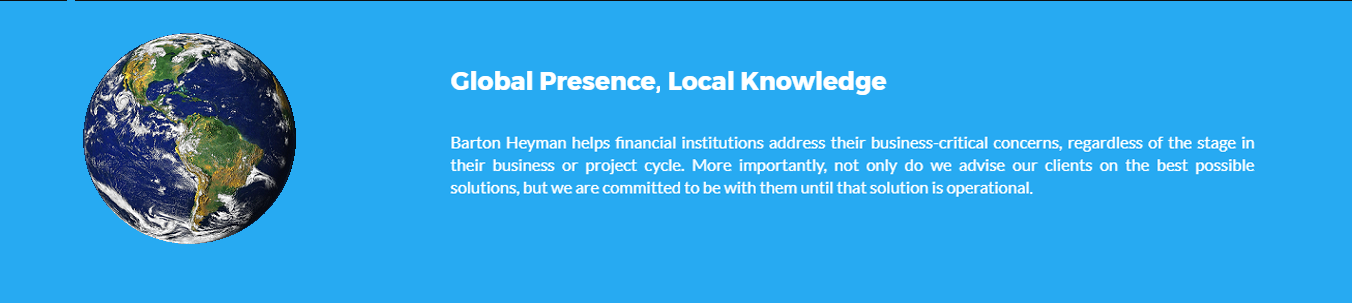 Global Presence, Local Knowledge
Barton Heyman helps financial institutions address their business-critical concerns, regardless of the stage in
their business or project cycle. More importantly, not only do we advise our clients on the best possible
solutions, but we are committed to be with them until that solution is operational.